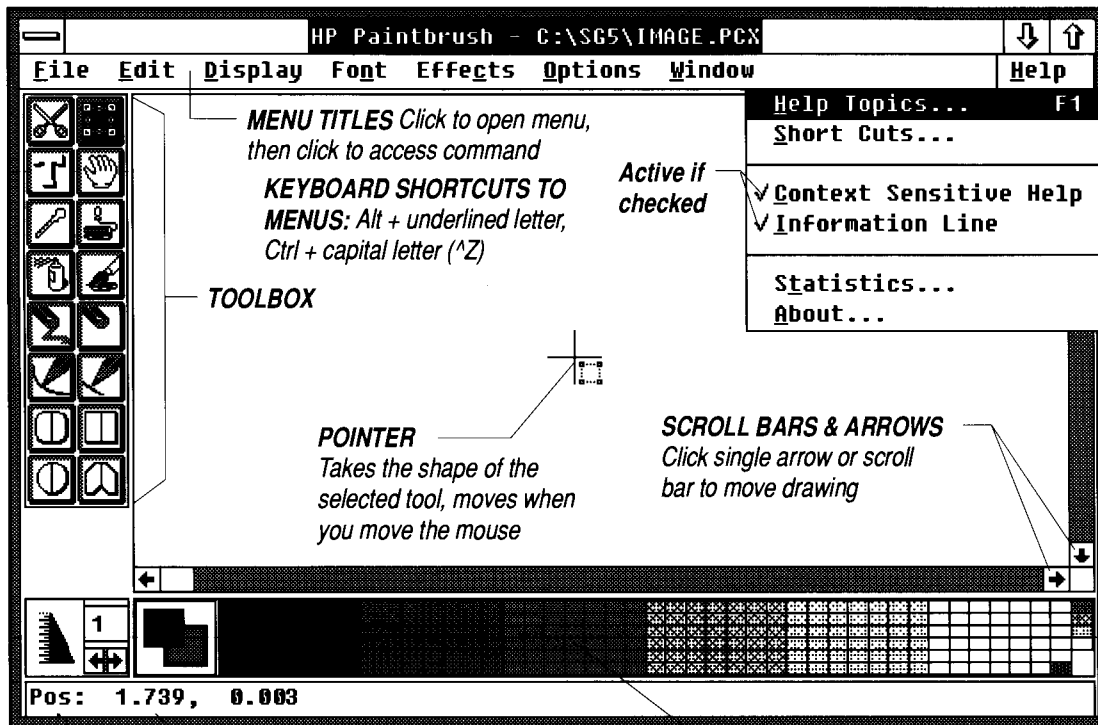 HP Paintbrush - C:\SG5\IMAGE.PCX
File Edit Display Font Effects Options Window Help
Help Topics... F1
Short Cuts...
Context Sensitive Help
Information Line
Statistics...
About...
MENU TITLES Click to open menu,
then click to access command
KEYBOARD SHORTCUTS TO
MENUS: Alt + underlined letter,
Ctrl + capital letter (^Z)
Active if
checked
TOOLBOX
POINTER
Takes the shape of the
selected tool, moves when
you move the mouse
SCROLL BARS & ARROWS
Click single arrow or scroll
bar to move drawing
1
Pos: 1.739, 0.003